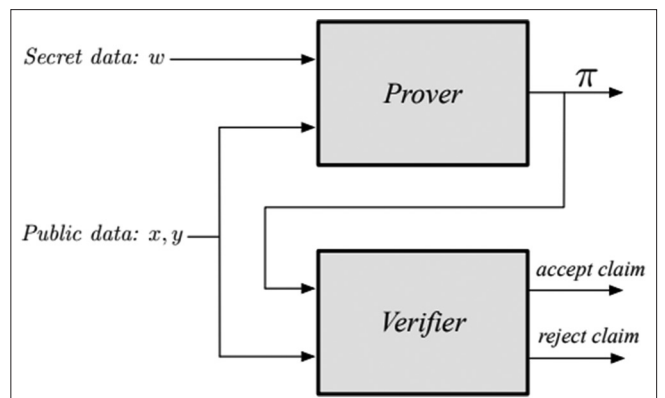 Secret data: w
Prover
π
Public data: x, y
accept claim
Verifier
reject claim